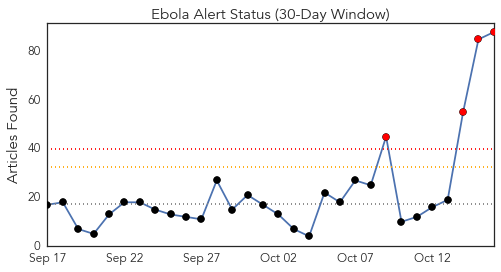 Ebola Alert Status (30-Day Window)
Articles Found
80
60
40
20
0
Sep 17 Sep 22 Sep 27 Oct 02 Oct 07 Oct 12